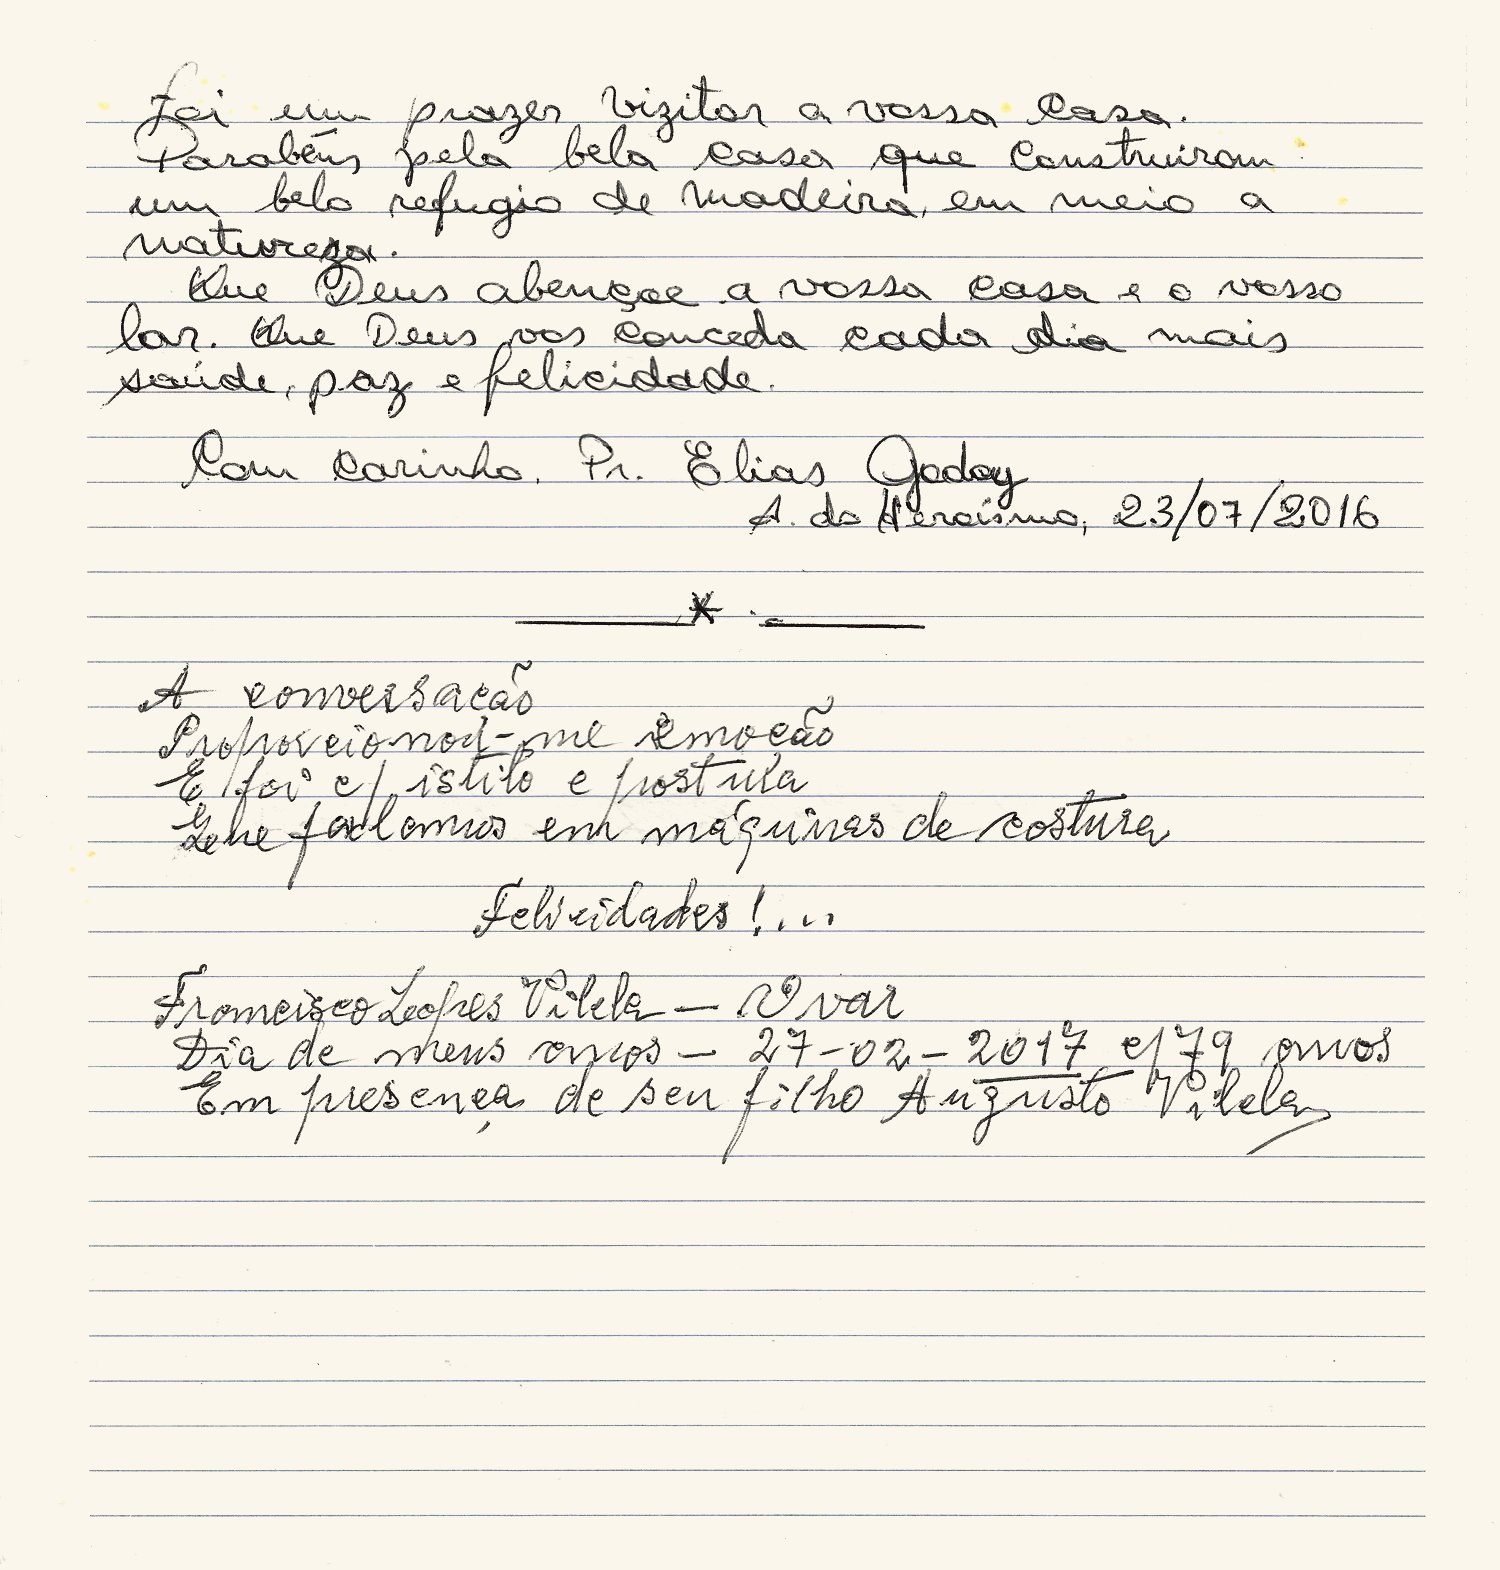 Foi um prazer vizitar a vossa casa.
Parabéns pela bela casa que construiram
um belo refugio de madeira, em meio a
natureza.
Que Deus abençoe a vossa casa e o vosso
lar. Que Deus vos conceda cada dia mais
saúde, paz e felicidade.
Com carinho, Pr. Elias Godoy
A. do Heroísmo, 23/07/2016
A conversação
Proporcionou-me emoção
E foi c/ istilo e postura
Que falamos em máquinas de costura
Felicidades!...
Francisco Lopes Vilela — Ovar
Dia de meus anos — 27-02-2017 c/79 anos
Em presença de seu filho Augusto Vilela